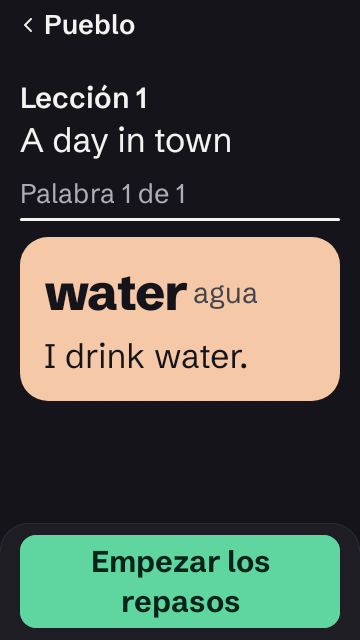 Pueblo
Lección 1
A day in town
Palabra 1 de 1
water agua
I drink water.
Empezar los
repasos